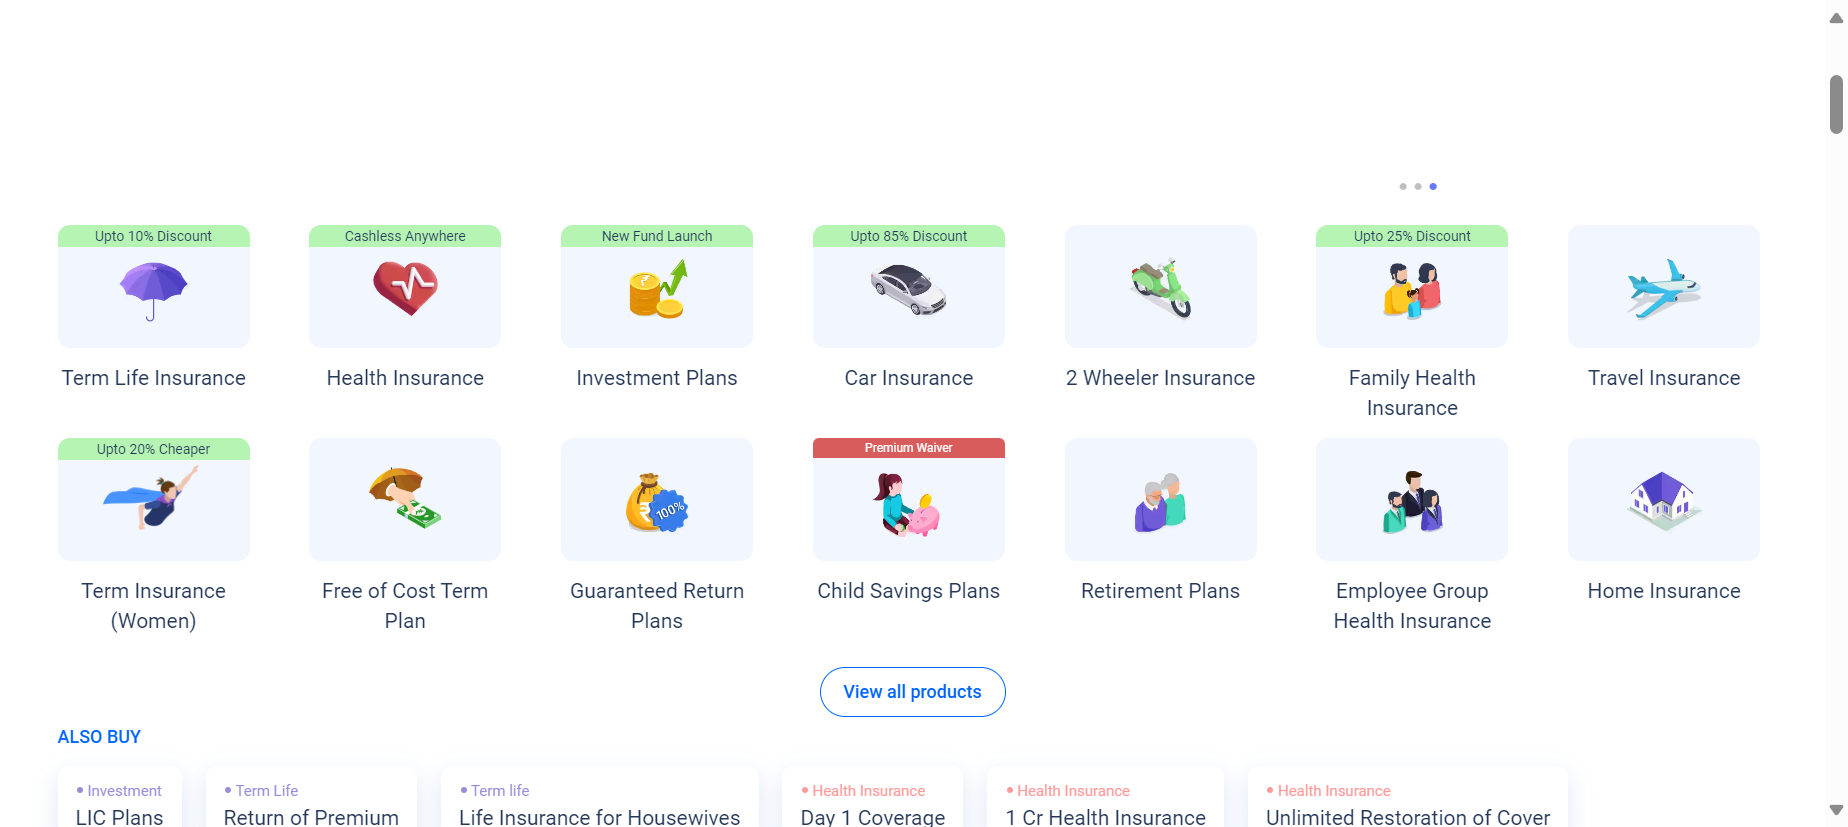 Upto 10% Discount
Cashless Anywhere
New Fund Launch
Upto 85% Discount
Upto 25% Discount
Term Life Insurance
Health Insurance
Investment Plans
Car Insurance
2 Wheeler Insurance
Family Health
Insurance
Travel Insurance
Upto 20% Cheaper
Premium Waiver
100%
Term Insurance
(Women)
Free of Cost Term
Plan
Guaranteed Return
Plans
Child Savings Plans
Retirement Plans
Employee Group
Health Insurance
Home Insurance
View all products
ALSO BUY
Investment
LIC Plans
Term Life
Return of Premium
Term life
Life Insurance for Housewives
Health Insurance
Day 1 Coverage
Health Insurance
1 Cr Health Insurance
Health Insurance
Unlimited Restoration of Cover